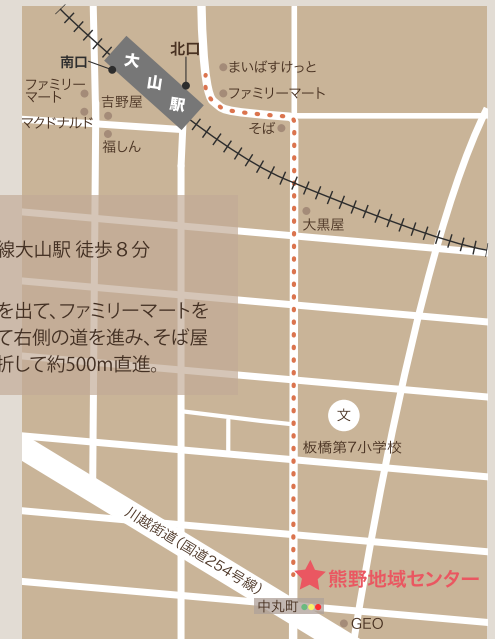 南口
大山駅
北口
まいばすけっと
ファミリーマート
ファミリー
マート
マクドナルド
吉野屋
福しん
そば
大黒屋
線大山駅 徒歩８分
を出て、ファミリーマートを
て右側の道を進み、そば屋
折して約500m直進。
文
板橋第7小学校
川越街道(国道254号線)
熊野地域センター
中丸町
GEO